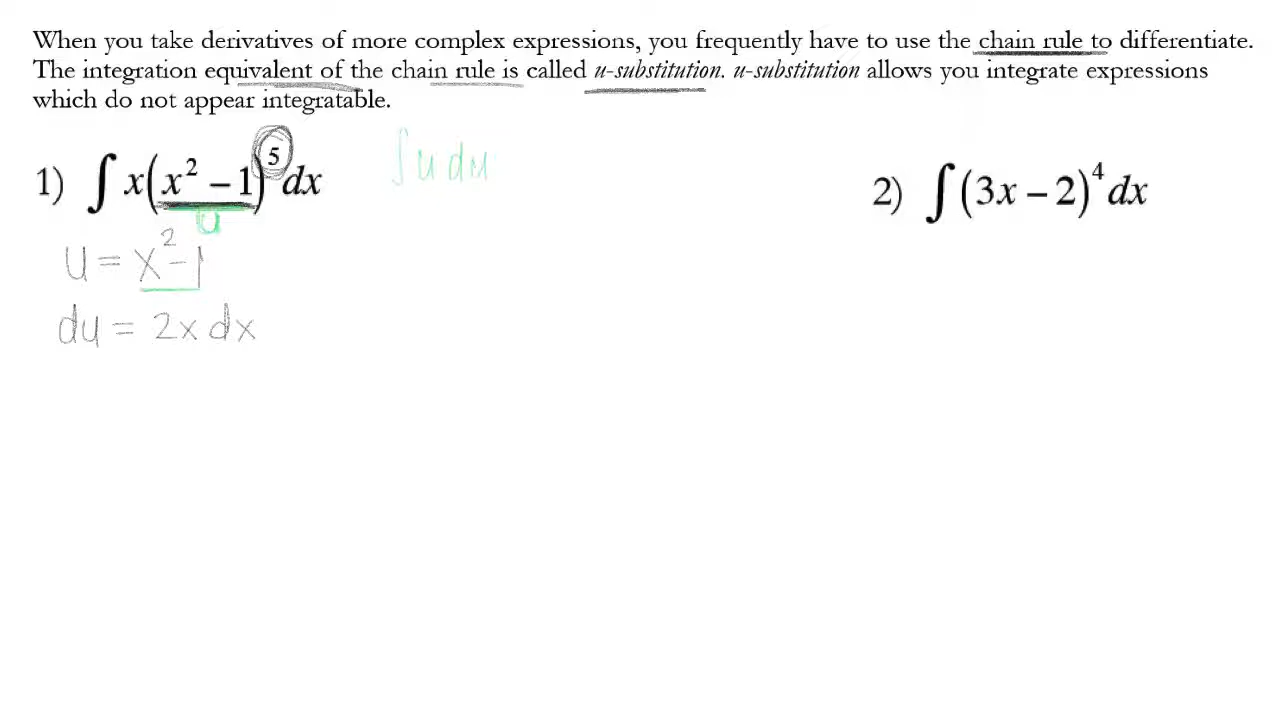 When you take derivatives of more complex expressions, you frequently have to use the chain rule to differentiate.
The integration equivalent of the chain rule is called u-substitution. u-substitution allows you integrate expressions
which do not appear integratable.
1) ∫ x(x² − 1)⁵ dx
∫ u du
u
u = x² − 1
du = 2x dx
2) ∫ (3x − 2)⁴ dx